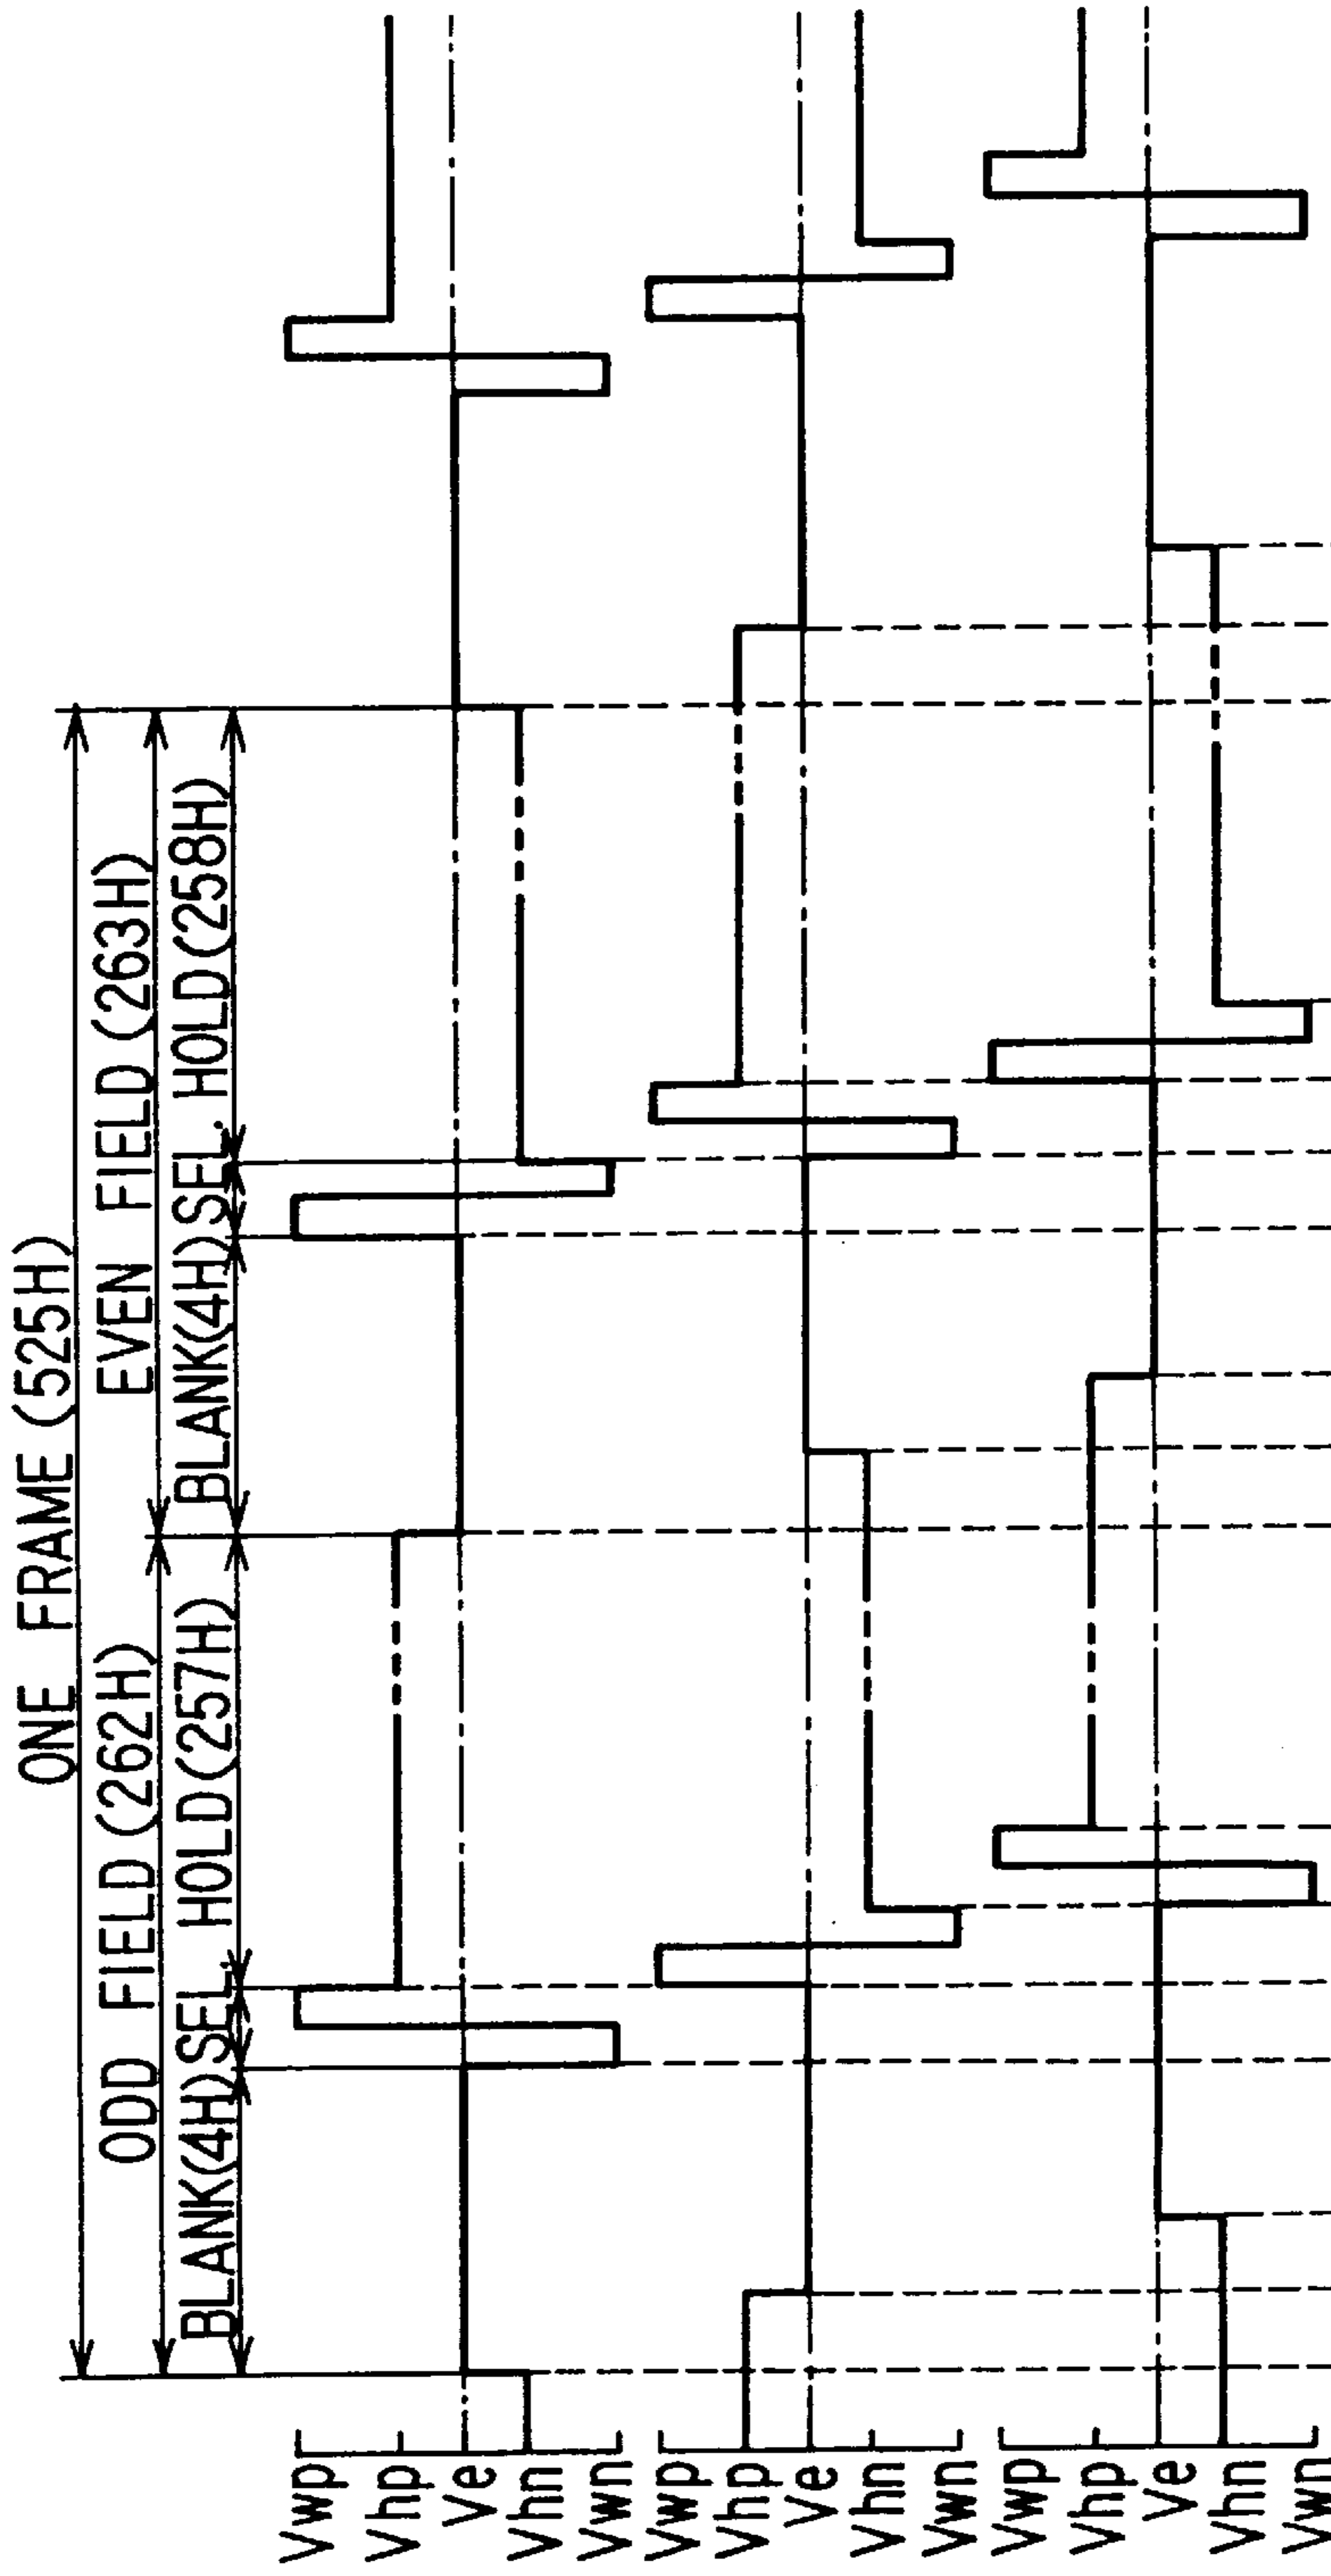 ONE FRAME (525H)
ODD FIELD (262H) EVEN FIELD (263H)
BLANK(4H) SEL. HOLD (257H) BLANK(4H) SEL. HOLD (258H)
Vwp
Vhp
Ve
Vhn
Vwn
Vwp
Vhp
Ve
Vhn
Vwn
Vwp
Vhp
Ve
Vhn
Vwn